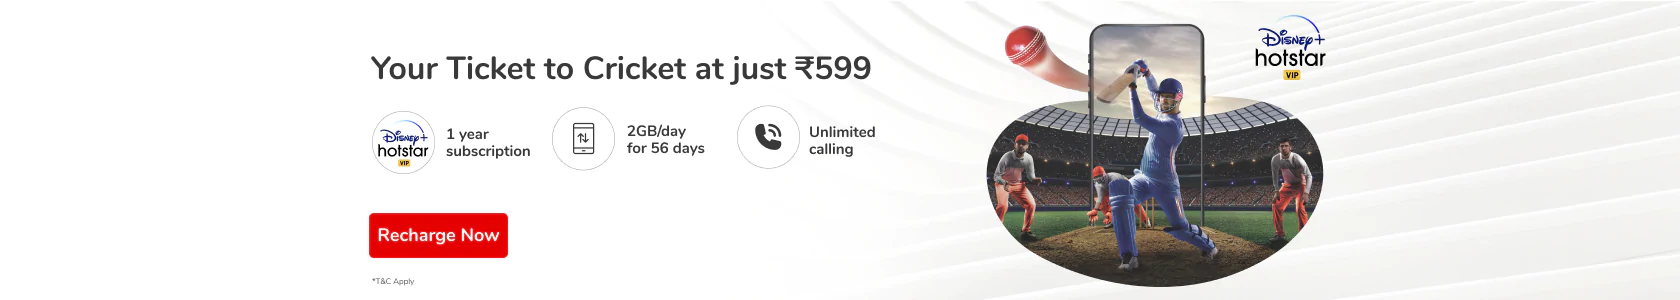 Your Ticket to Cricket at just ₹599
Disney+
hotstar
VIP
1 year
subscription
2GB/day
for 56 days
Unlimited
calling
Recharge Now
*T&C Apply
Disney+
hotstar
VIP